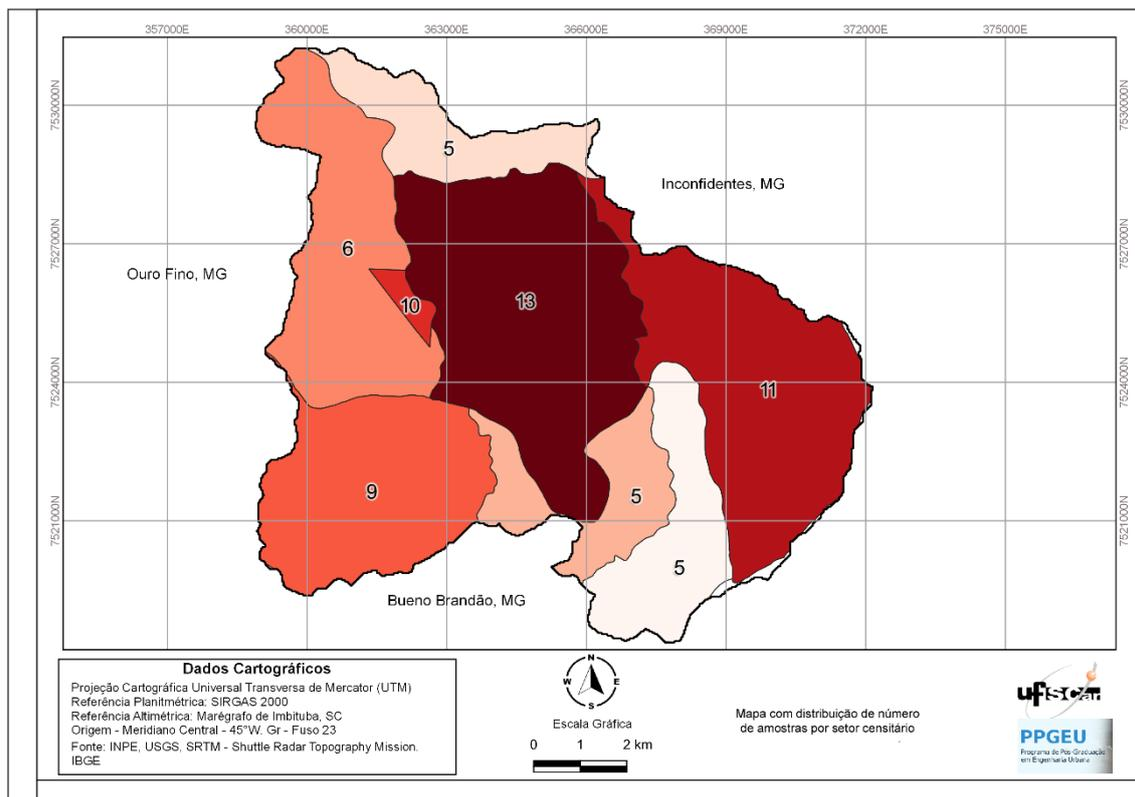 357000E 360000E 363000E 366000E 369000E 372000E 375000E
7530000N 7530000N
5
Inconfidentes, MG
7527000N 7527000N
6
Ouro Fino, MG
10
13
7524000N 7524000N
11
9
5
7521000N 7521000N
5
Bueno Brandão, MG
Dados Cartográficos
Projeção Cartográfica Universal Transversa de Mercator (UTM)
Referência Planitmétrica: SIRGAS 2000
Referência Altimétrica: Marégrafo de Imbituba, SC
Origem - Meridiano Central - 45°W. Gr - Fuso 23
Fonte: INPE, USGS, SRTM - Shuttle Radar Topography Mission.
IBGE
N
W E
S
Escala Gráfica
0 1 2 km
Mapa com distribuição de número
de amostras por setor censitário
ufscar
PPGEU
Programa de Pós-Graduação
em Engenharia Urbana